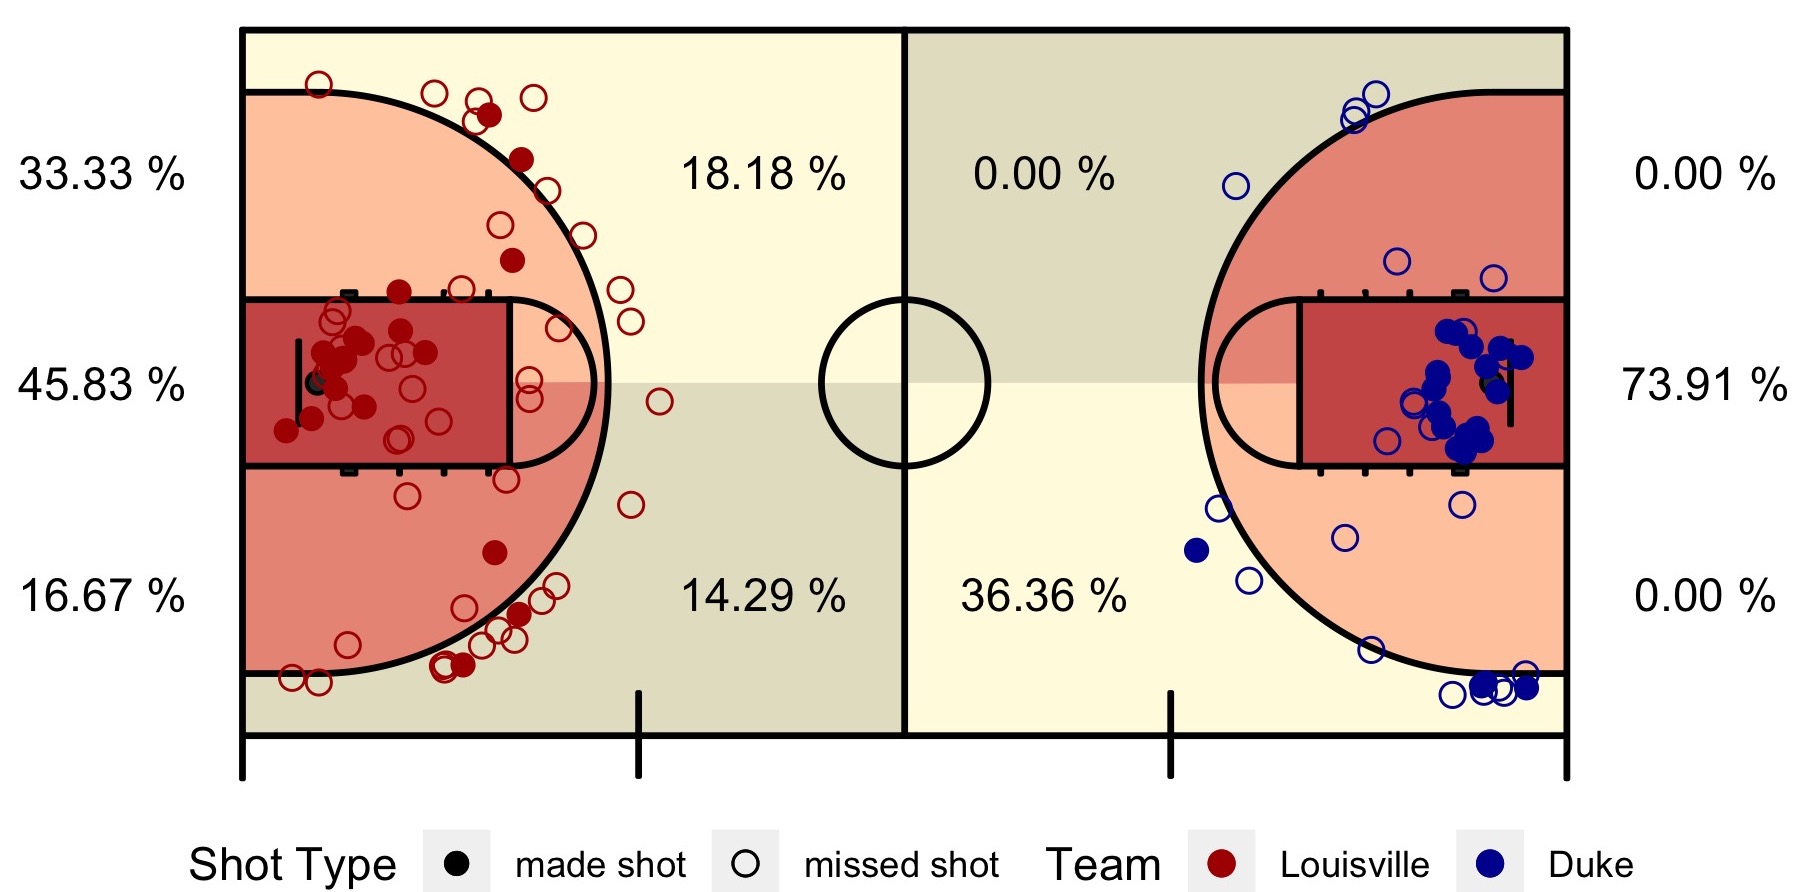 33.33 % 18.18 % 0.00 % 0.00 %
45.83 % 73.91 %
16.67 % 14.29 % 36.36 % 0.00 %
Shot Type made shot missed shot Team Louisville Duke